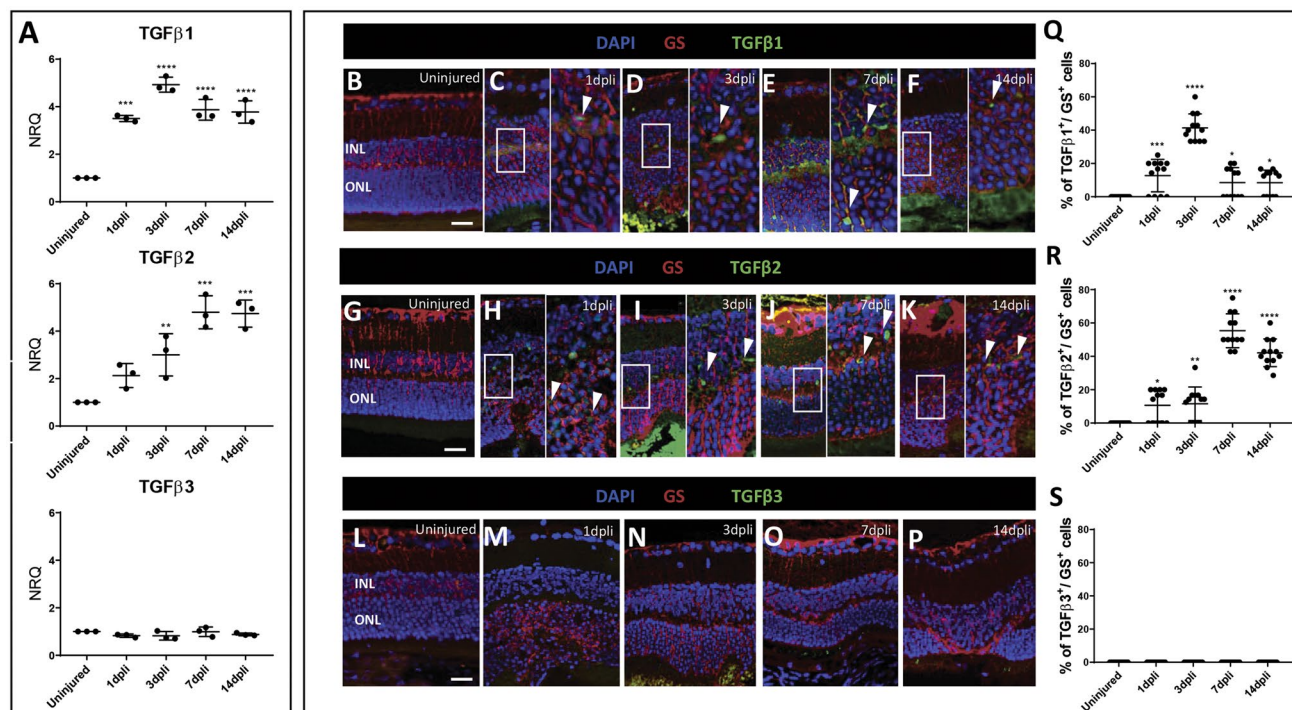 A
TGFβ1
6
4
2
0
NRQ
Uninjured
1dpli
3dpli
7dpli
14dpli
***
****
****
****
TGFβ2
6
4
2
0
NRQ
Uninjured
1dpli
3dpli
7dpli
14dpli
**
***
***
TGFβ3
6
4
2
0
NRQ
Uninjured
1dpli
3dpli
7dpli
14dpli
DAPI GS TGFβ1
B Uninjured
INL
ONL
C 1dpli
D 3dpli
E 7dpli
F 14dpli
DAPI GS TGFβ2
G Uninjured
INL
ONL
H 1dpli
I 3dpli
J 7dpli
K 14dpli
DAPI GS TGFβ3
L Uninjured
INL
ONL
M 1dpli
N 3dpli
O 7dpli
P 14dpli
Q
% of TGFβ1⁺/ GS⁺ cells
80
60
40
20
0
***
****
*
*
Uninjured
1dpli
3dpli
7dpli
14dpli
R
% of TGFβ2⁺/ GS⁺ cells
80
60
40
20
0
*
**
****
****
Uninjured
1dpli
3dpli
7dpli
14dpli
S
% of TGFβ3⁺/ GS⁺ cells
80
60
40
20
0
Uninjured
1dpli
3dpli
7dpli
14dpli